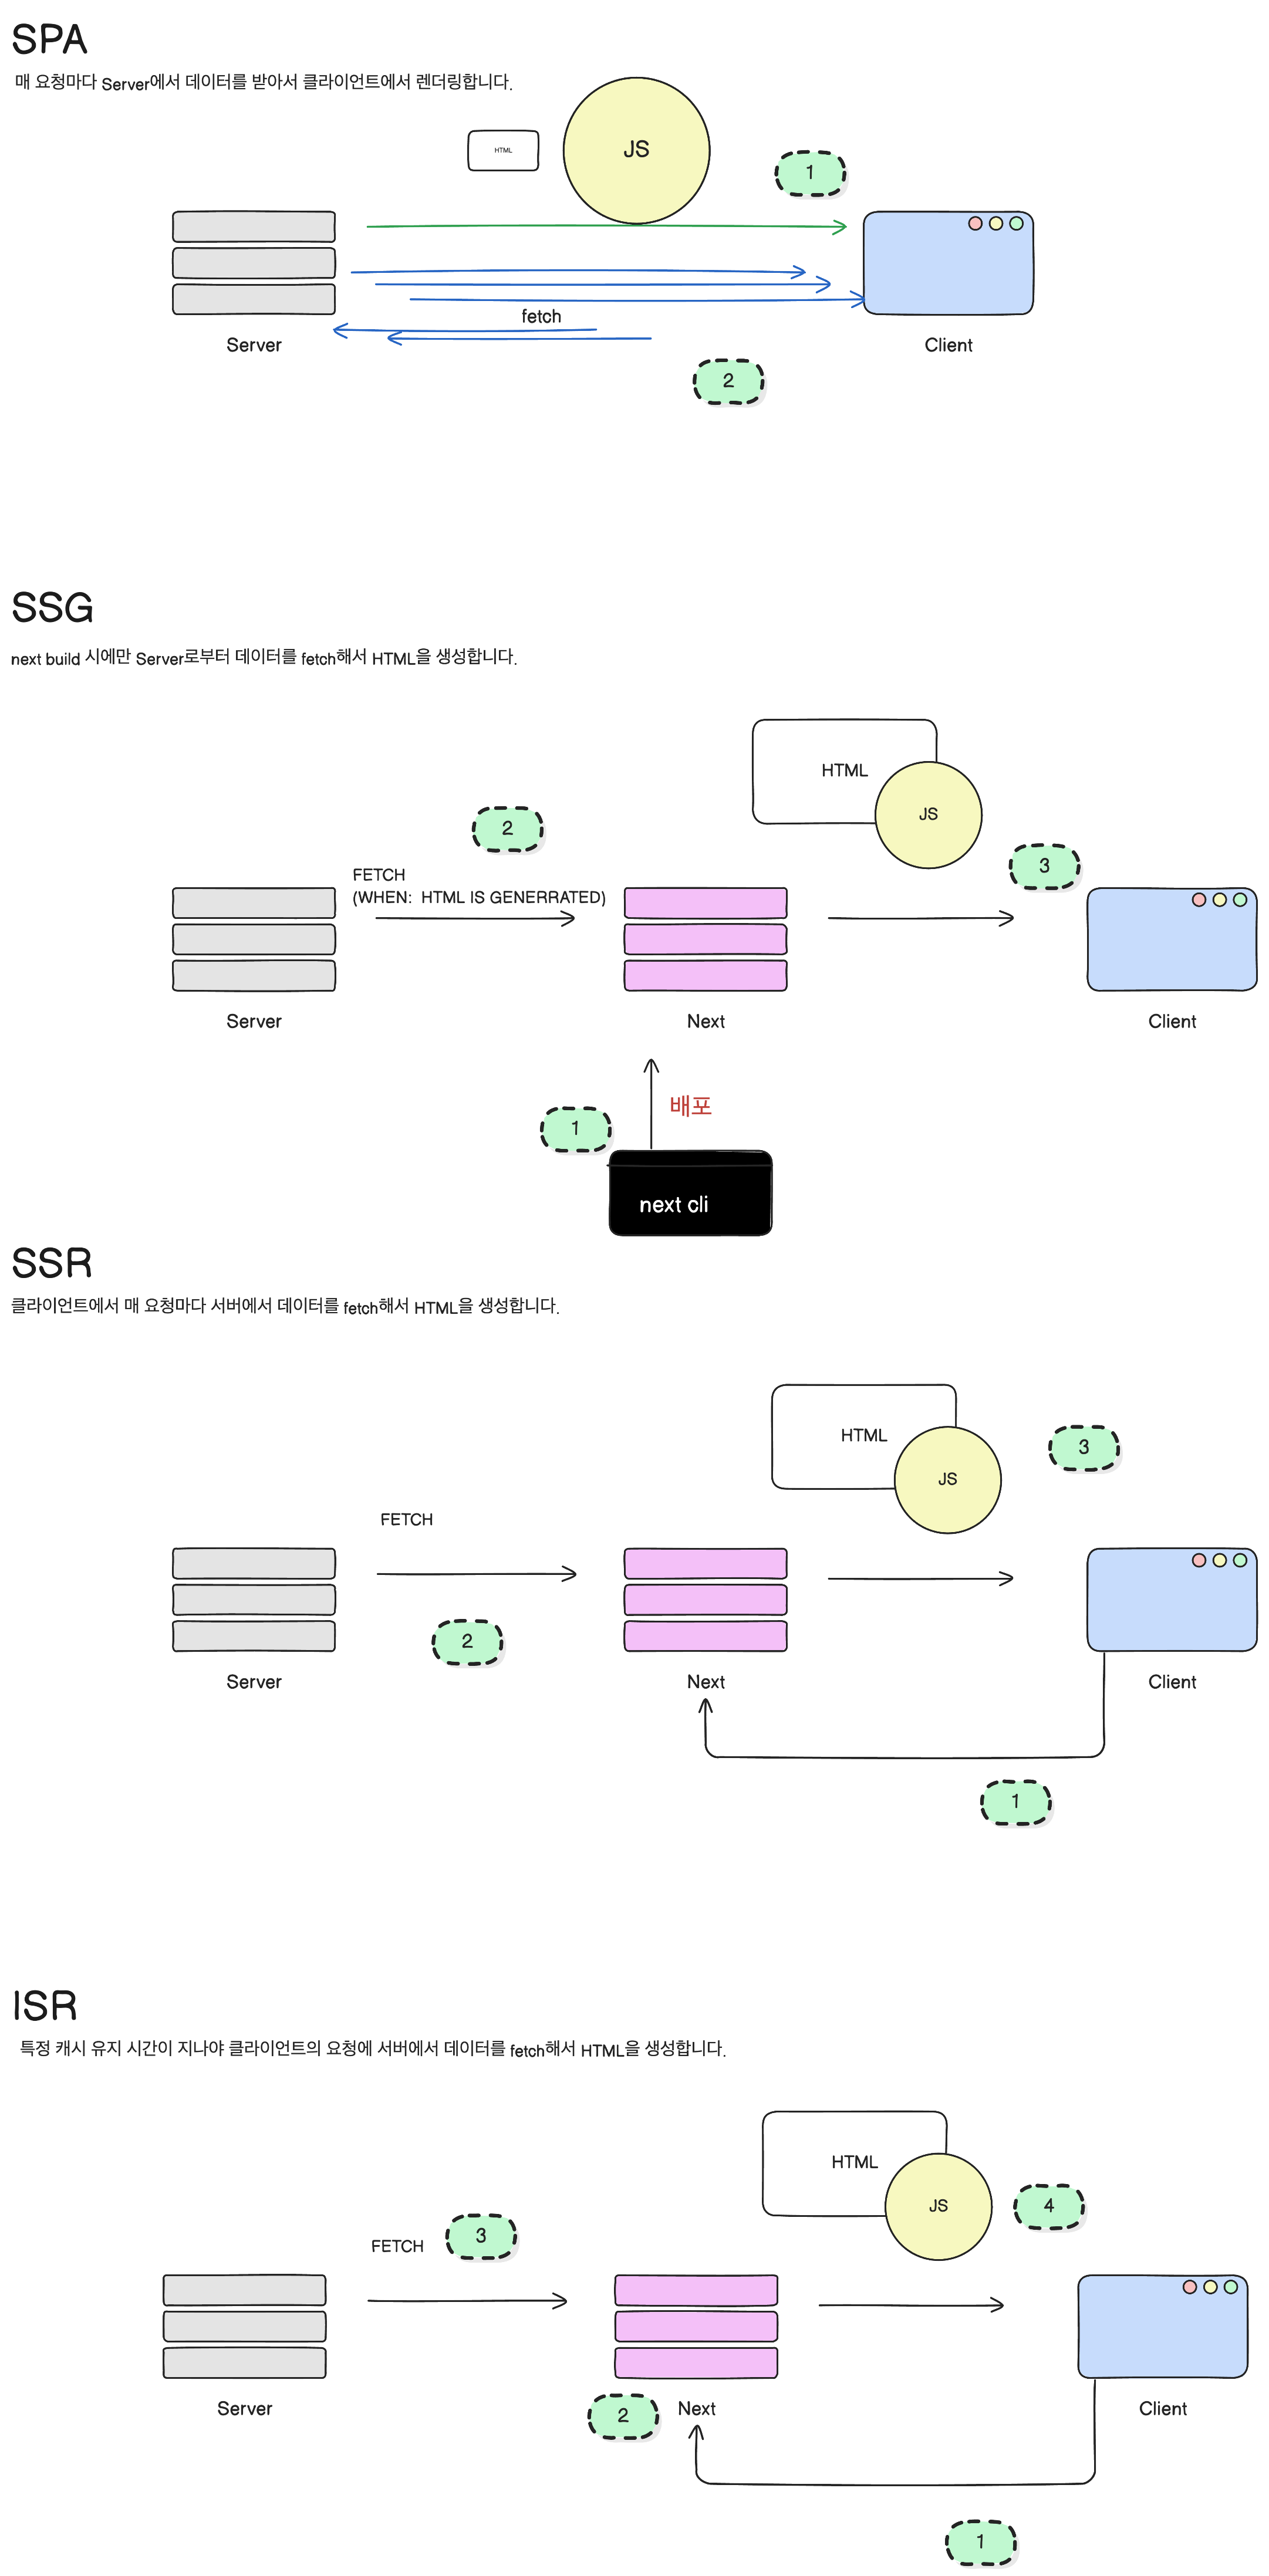 SPA
매 요청마다 Server에서 데이터를 받아서 클라이언트에서 렌더링합니다.
HTML
JS
1
fetch
Server
Client
2
SSG
next build 시에만 Server로부터 데이터를 fetch해서 HTML을 생성합니다.
HTML
JS
2
3
FETCH
(WHEN: HTML IS GENERRATED)
Server
Next
Client
1
배포
next cli
SSR
클라이언트에서 매 요청마다 서버에서 데이터를 fetch해서 HTML을 생성합니다.
HTML
3
JS
FETCH
2
Server
Next
Client
1
ISR
특정 캐시 유지 시간이 지나야 클라이언트의 요청에 서버에서 데이터를 fetch해서 HTML을 생성합니다.
HTML
JS
4
FETCH
3
Server
2
Next
Client
1